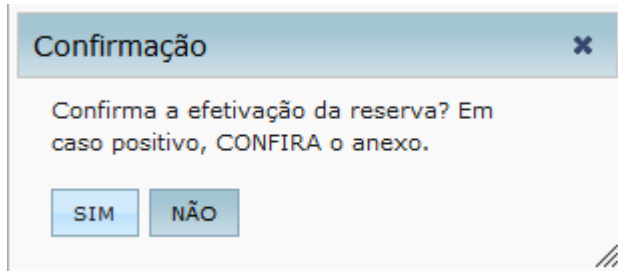 Confirmação
Confirma a efetivação da reserva? Em
caso positivo, CONFIRA o anexo.
SIM NÃO